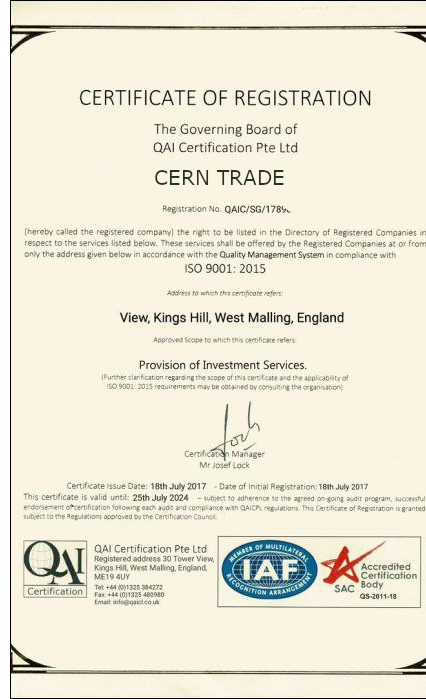 CERTIFICATE OF REGISTRATION
The Governing Board of
QAI Certification Pte Ltd
CERN TRADE
Registration No. QAIC/SG/1789
(hereby called the registered company) the right to be listed in the Directory of Registered Companies in
respect to the services listed below. These services shall be offered by the Registered Companies at or from
only the address given below in accordance with the Quality Management System in compliance with
ISO 9001: 2015
Address to which this certificate refers:
View, Kings Hill, West Malling, England
Approved Scope to which this certificate refers:
Provision of Investment Services.
(Further clarification regarding the scope of this certificate and the applicability of
ISO 9001: 2015 requirements may be obtained by consulting the organisation)
Certification Manager
Mr Josef Lock
Certificate Issue Date: 18th July 2017 - Date of Initial Registration: 18th July 2017
This certificate is valid until: 25th July 2024 – subject to adherence to the agreed on-going audit program, successful
endorsement of certification following each audit and compliance with QAICPL regulations. This Certificate of Registration is granted
subject to the Regulations approved by the Certification Council.
QAI
Certification
QAI Certification Pte Ltd
Registered address 30 Tower View,
Kings Hill, West Malling, England,
ME19 4UY
Tel: +44 (0)1325 384272
Fax: +44 (0)1325 480980
Email: info@qaicl.co.uk
MEMBER OF MULTILATERAL
IAF
RECOGNITION ARRANGEMENT
SAC
Accredited
Certification
Body
QS-2011-18